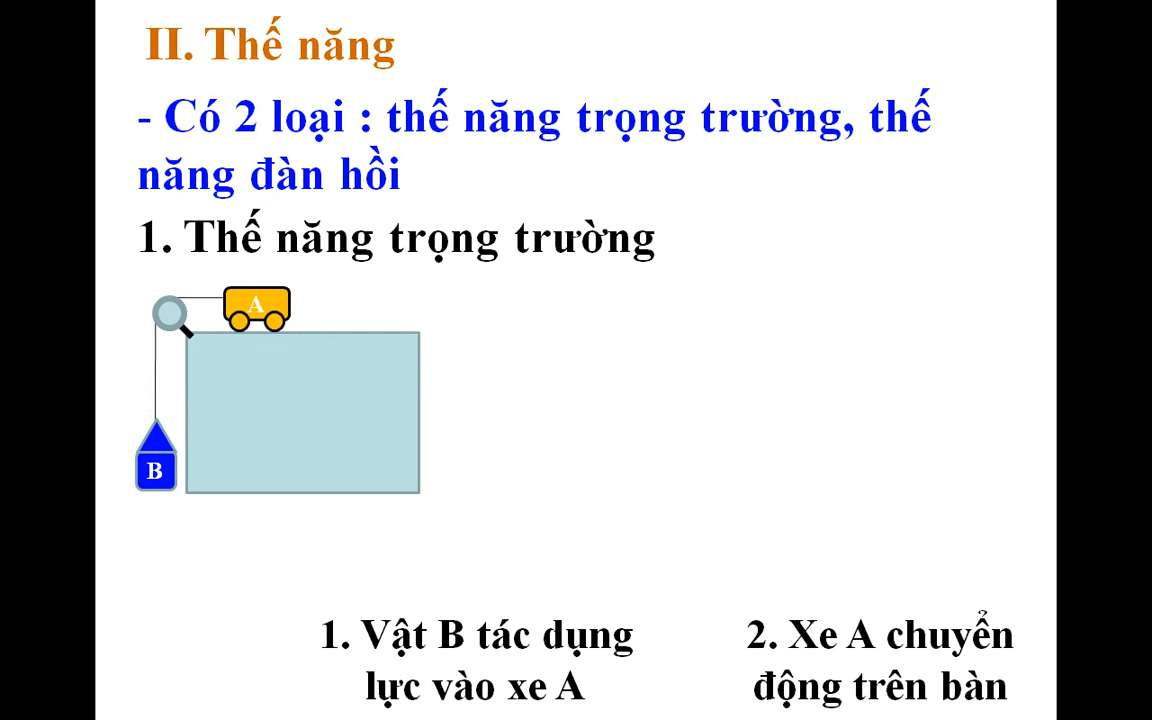 II. Thế năng
- Có 2 loại : thế năng trọng trường, thế
năng đàn hồi
1. Thế năng trọng trường
A
B
1. Vật B tác dụng
lực vào xe A
2. Xe A chuyển
động trên bàn